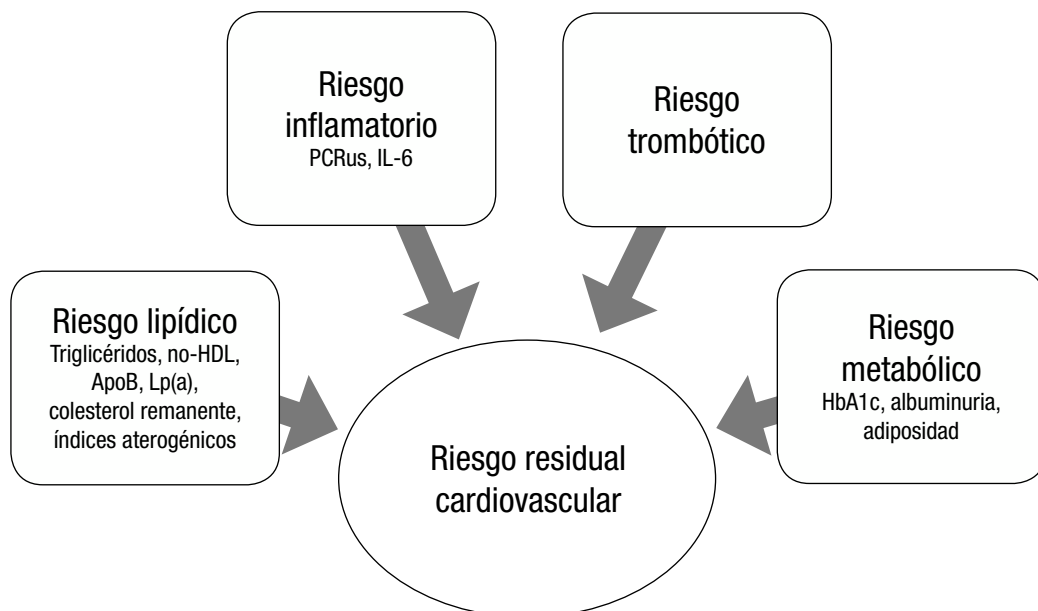 Riesgo
inflamatorio
PCRus, IL-6
Riesgo
trombótico
Riesgo lipídico
Triglicéridos, no-HDL,
ApoB, Lp(a),
colesterol remanente,
índices aterogénicos
Riesgo
metabólico
HbA1c, albuminuria,
adiposidad
Riesgo residual
cardiovascular